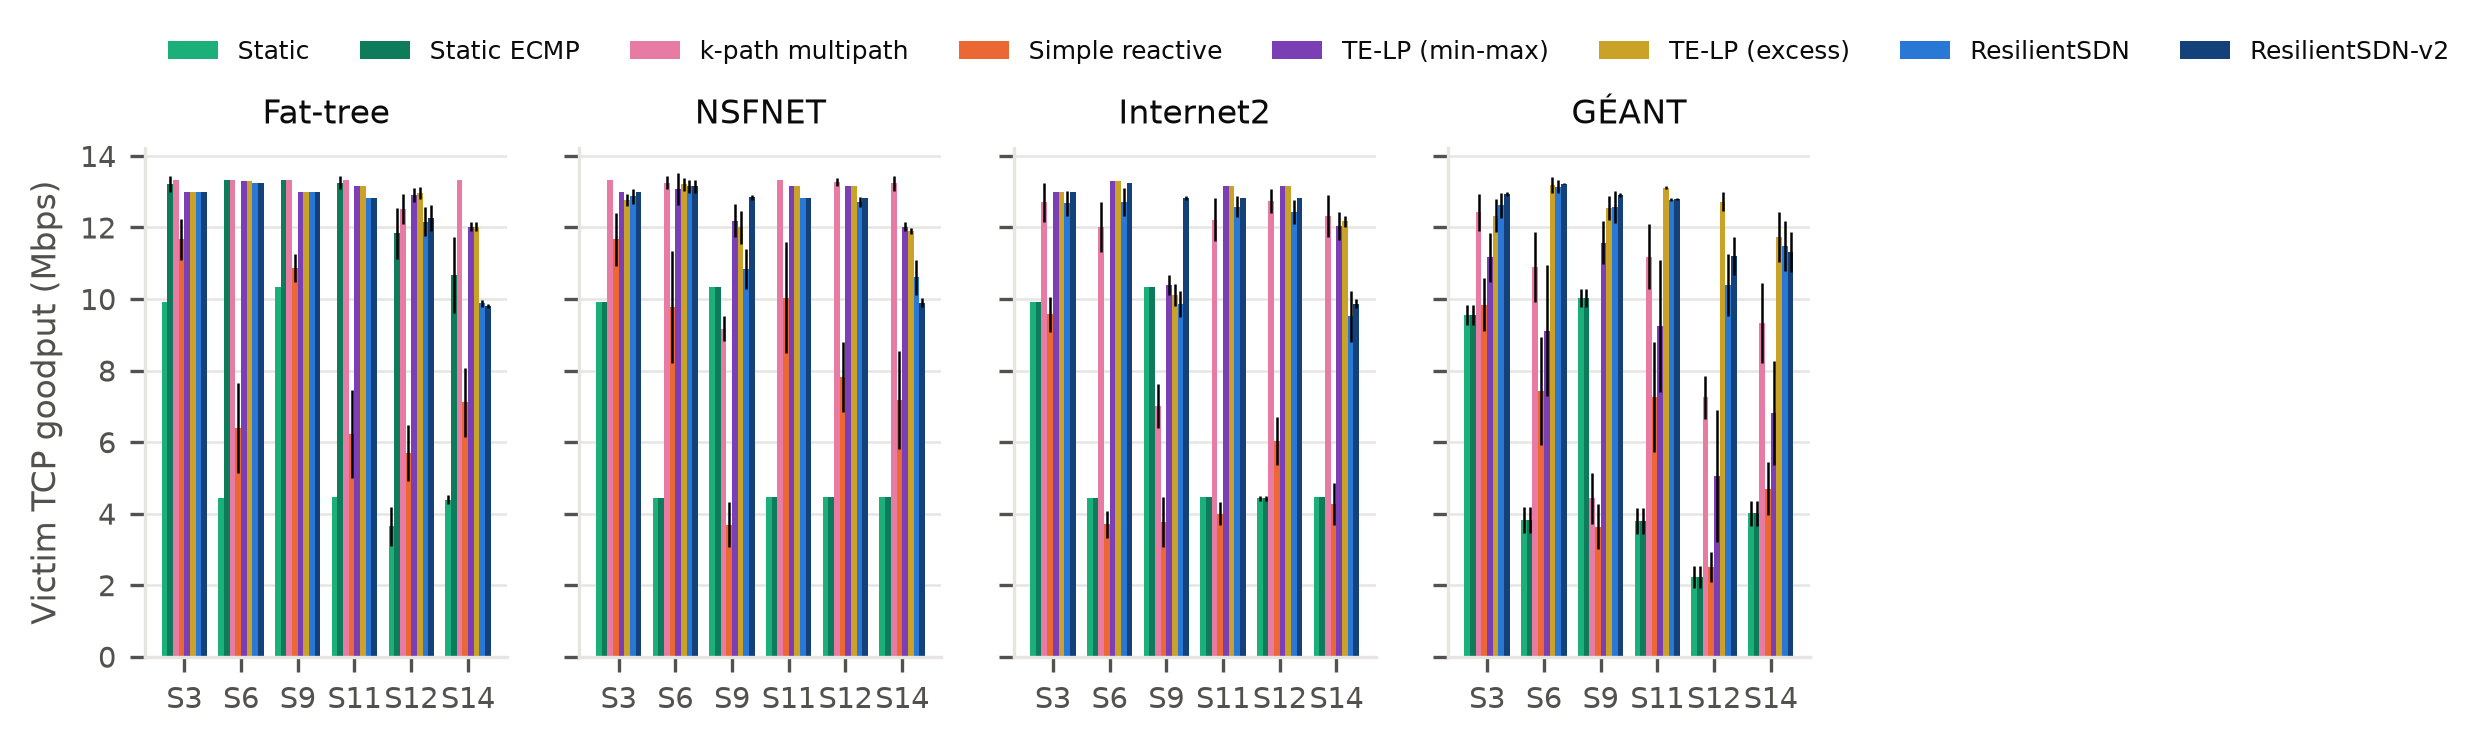 Static Static ECMP k-path multipath Simple reactive TE-LP (min-max) TE-LP (excess) ResilientSDN ResilientSDN-v2
Fat-tree NSFNET Internet2 GÉANT
Victim TCP goodput (Mbps)
14
12
10
8
6
4
2
0
S3 S6 S9 S11 S12 S14 S3 S6 S9 S11 S12 S14 S3 S6 S9 S11 S12 S14 S3 S6 S9 S11 S12 S14